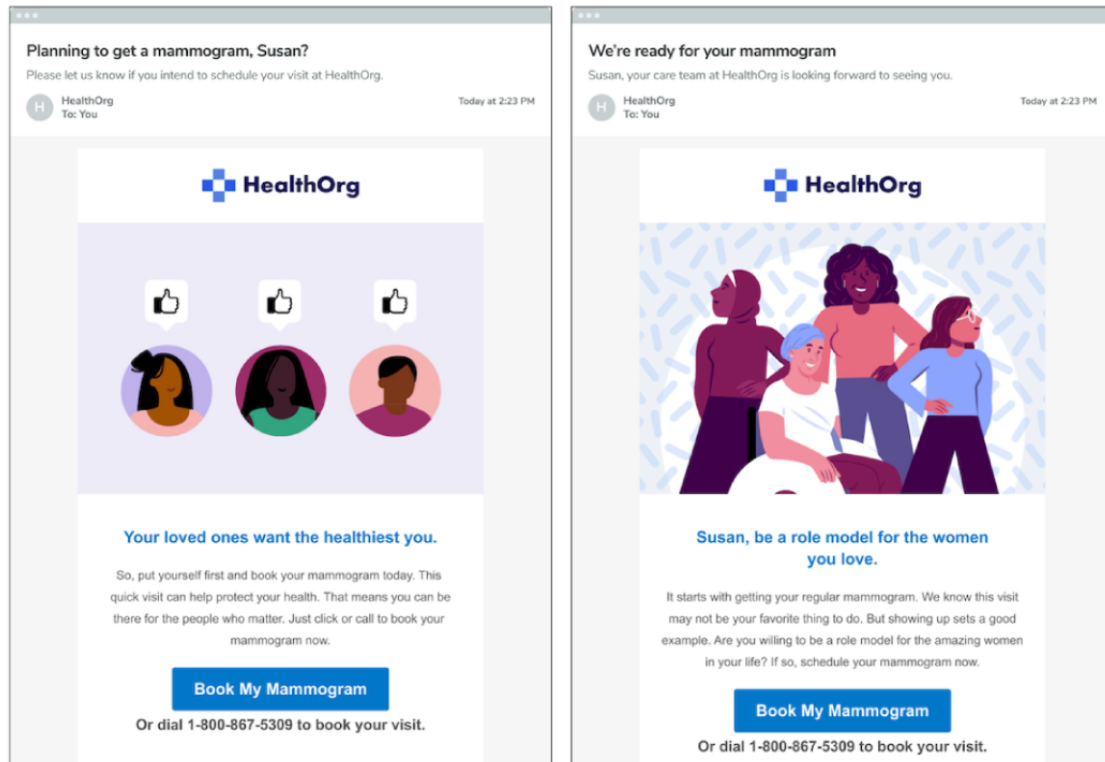 Planning to get a mammogram, Susan?
Please let us know if you intend to schedule your visit at HealthOrg.
H
HealthOrg
To: You
Today at 2:23 PM
HealthOrg
Your loved ones want the healthiest you.
So, put yourself first and book your mammogram today. This
quick visit can help protect your health. That means you can be
there for the people who matter. Just click or call to book your
mammogram now.
Book My Mammogram
Or dial 1-800-867-5309 to book your visit.
We're ready for your mammogram
Susan, your care team at HealthOrg is looking forward to seeing you.
H
HealthOrg
To: You
Today at 2:23 PM
HealthOrg
Susan, be a role model for the women
you love.
It starts with getting your regular mammogram. We know this visit
may not be your favorite thing to do. But showing up sets a good
example. Are you willing to be a role model for the amazing women
in your life? If so, schedule your mammogram now.
Book My Mammogram
Or dial 1-800-867-5309 to book your visit.